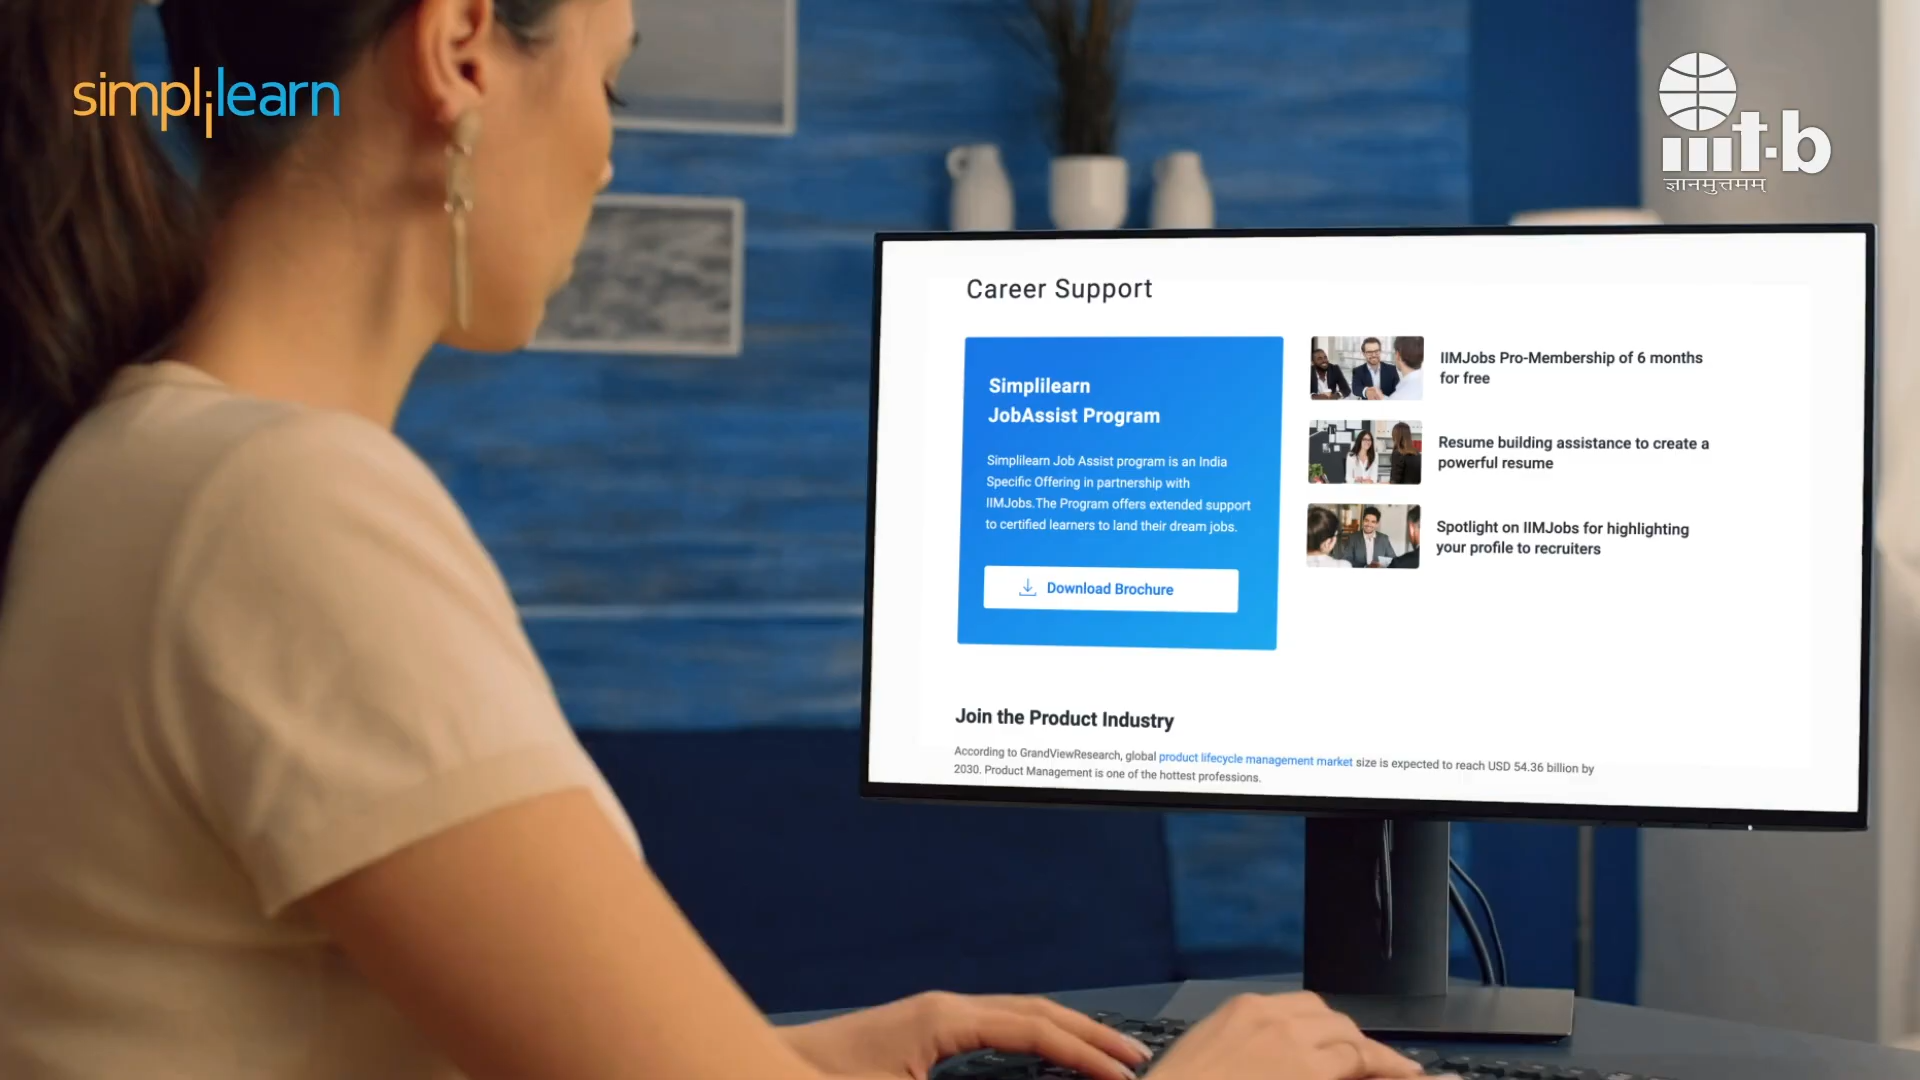 simplilearn
iiit-b
ज्ञानमुत्तमम्
Career Support
Simplilearn
JobAssist Program
Simplilearn Job Assist program is an India
Specific Offering in partnership with
IIMJobs.The Program offers extended support
to certified learners to land their dream jobs.
Download Brochure
IIMJobs Pro-Membership of 6 months
for free
Resume building assistance to create a
powerful resume
Spotlight on IIMJobs for highlighting
your profile to recruiters
Join the Product Industry
According to GrandViewResearch, global product lifecycle management market size is expected to reach USD 54.36 billion by
2030. Product Management is one of the hottest professions.